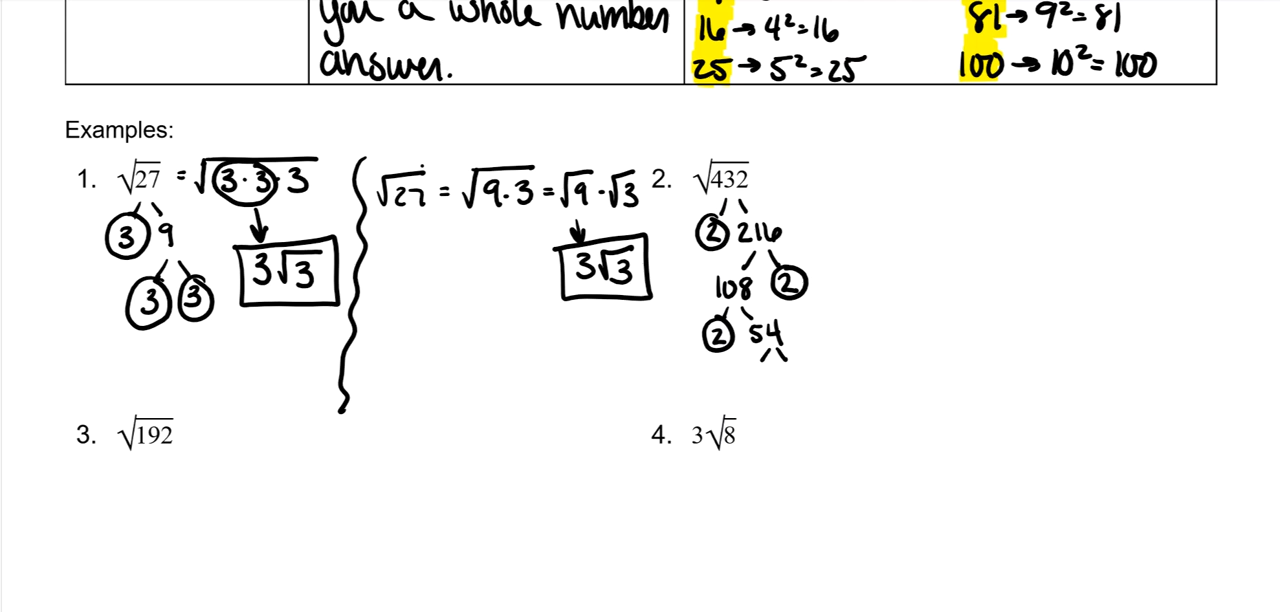 you a whole number
answer.
16 → 4² = 16
25 → 5² = 25
81 → 9² = 81
100 → 10² = 100
Examples:
1. √27 = √3·3·3
3 9
3 3
3√3
√27 = √9·3 = √9·√3
3√3
2. √432
2 216
108 2
2 54
3. √192
4. 3√8